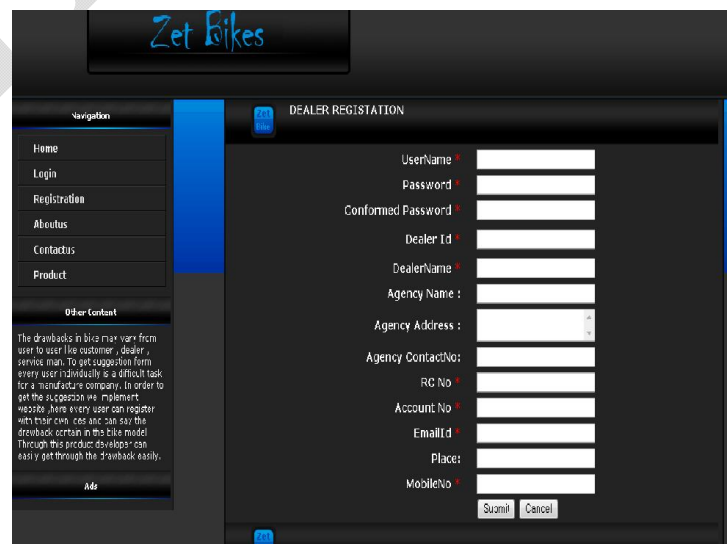 Zet Bikes
Navigation
Home
Login
Registration
Aboutus
Contactus
Product
Other Content
The drawbacks in bike may vary from
user to user like customer , dealer ,
service man. To get suggestion form
every user individually is a difficult task
for a manufacture company. In order to
get the suggestion we implement
website ,here every user can register
with their own and can say the
drawback contain in the bike model
Through this product developer can
easily get through the drawback easily.
Ads
Zet
Bike
DEALER REGISTATION
UserName *
Password *
Conformed Password *
Dealer Id *
DealerName *
Agency Name :
Agency Address :
Agency ContactNo:
RC No *
Account No *
EmailId *
Place:
MobileNo *
Submit Cancel
Zet